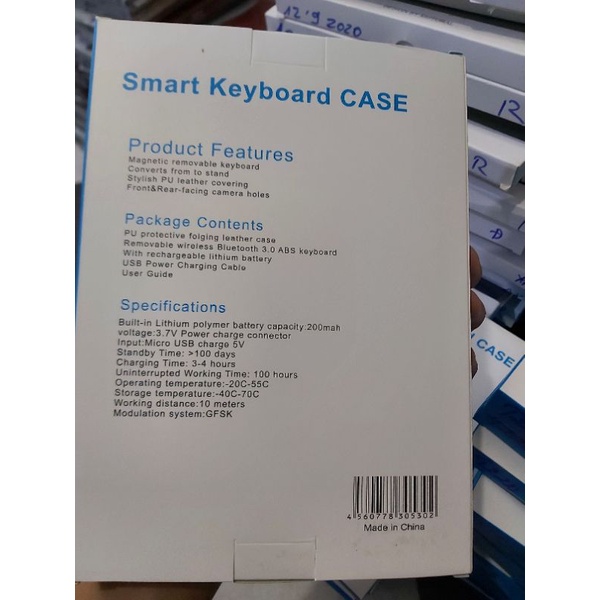 12'9 2020
Smart Keyboard CASE
Product Features
Magnetic removable keyboard
Converts from to stand
Stylish PU leather covering
Front&Rear-facing camera holes
Package Contents
PU protective folging leather case
Removable wireless Bluetooth 3.0 ABS keyboard
With rechargeable lithium battery
USB Power Charging Cable
User Guide
Specifications
Built-in Lithium polymer battery capacity:200mah
voltage:3.7V Power charge connector
Input:Micro USB charge 5V
Standby Time: >100 days
Charging Time: 3-4 hours
Uninterrupted Working Time: 100 hours
Operating temperature:-20C-55C
Storage temperature:-40C-70C
Working distance:10 meters
Modulation system:GFSK
4 560778 305302
Made in China
R
R
CASE